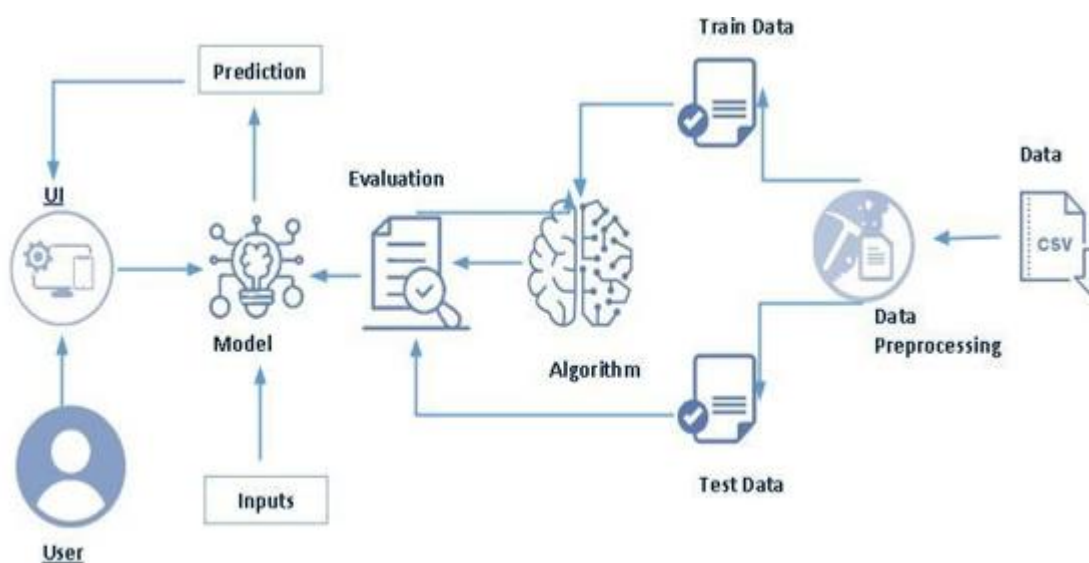 Train Data
Prediction
Data
Evaluation
UI
CSV
Model
Data
Preprocessing
Algorithm
Inputs
Test Data
User